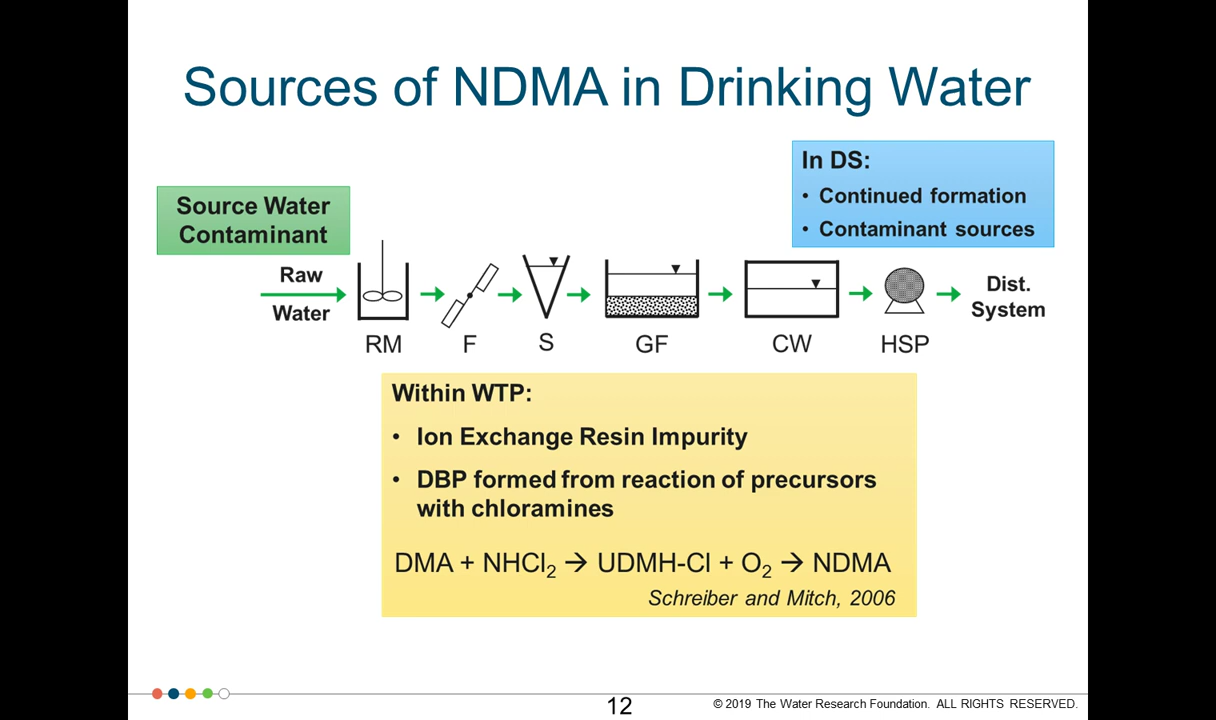 Sources of NDMA in Drinking Water
In DS:
• Continued formation
• Contaminant sources
Source Water
Contaminant
Raw
Water
Dist.
System
RM
F
S
GF
CW
HSP
Within WTP:
• Ion Exchange Resin Impurity
• DBP formed from reaction of precursors
with chloramines
DMA + NHCl₂ → UDMH-Cl + O₂ → NDMA
Schreiber and Mitch, 2006
12
© 2019 The Water Research Foundation. ALL RIGHTS RESERVED.